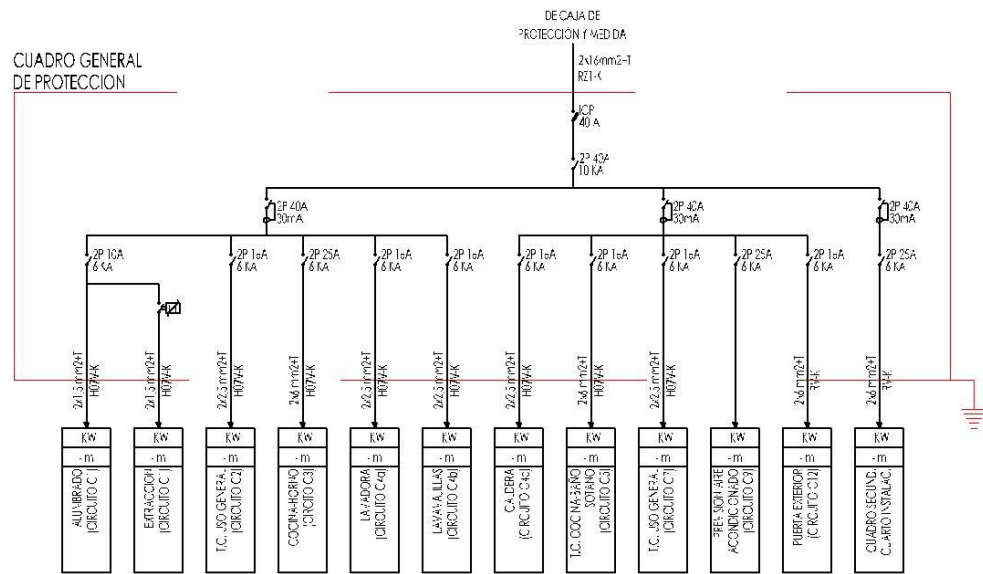 DE CAJA DE
PROTECCIÓN Y MEDIDA
CUADRO GENERAL
DE PROTECCION
2x16mm2+T
RZ1-K
ICP
40 A
2P 40A
10 KA
2P 40A
30mA
2P 40A
30mA
2P 40A
30mA
2P 10A
6 KA
2P 16A
6 KA
2P 25A
6 KA
2P 16A
6 KA
2P 16A
6 KA
2P 16A
6 KA
2P 16A
6 KA
2P 16A
6 KA
2P 25A
6 KA
2P 16A
6 KA
2P 25A
6 KA
2x1,5 mm2+T
H07V-K
2x1,5 mm2+T
H07V-K
2x2,5 mm2+T
H07V-K
2x6 mm2+T
H07V-K
2x2,5 mm2+T
H07V-K
2x2,5 mm2+T
H07V-K
2x2,5 mm2+T
H07V-K
2x6 mm2+T
H07V-K
2x2,5 mm2+T
H07V-K
2x6 mm2+T
RV-K
2x6 mm2+T
RV-K
KW
KW
KW
KW
KW
KW
KW
KW
KW
KW
KW
KW
- m
- m
- m
- m
- m
- m
- m
- m
- m
- m
- m
- m
ALUMBRADO
(CIRCUITO C1)
EXTRACCION
(CIRCUITO C1)
T.C. USO GENERAL
(CIRCUITO C2)
COCINA-HORNO
(CIRCUITO C3)
LAVADORA
(CIRCUITO C4a)
LAVAVAJILLAS
(CIRCUITO C4b)
CALDERA
(CIRCUITO C4c)
T.C. COCINA-BAÑO
SOTANO
(CIRCUITO C5)
T.C. USO GENERAL
(CIRCUITO C7)
PREVISION AIRE
ACONDICIONADO
(CIRCUITO C9)
PUERTA EXTERIOR
(CIRCUITO C12)
CUADRO SECUND.
CUARTO INSTALAC.